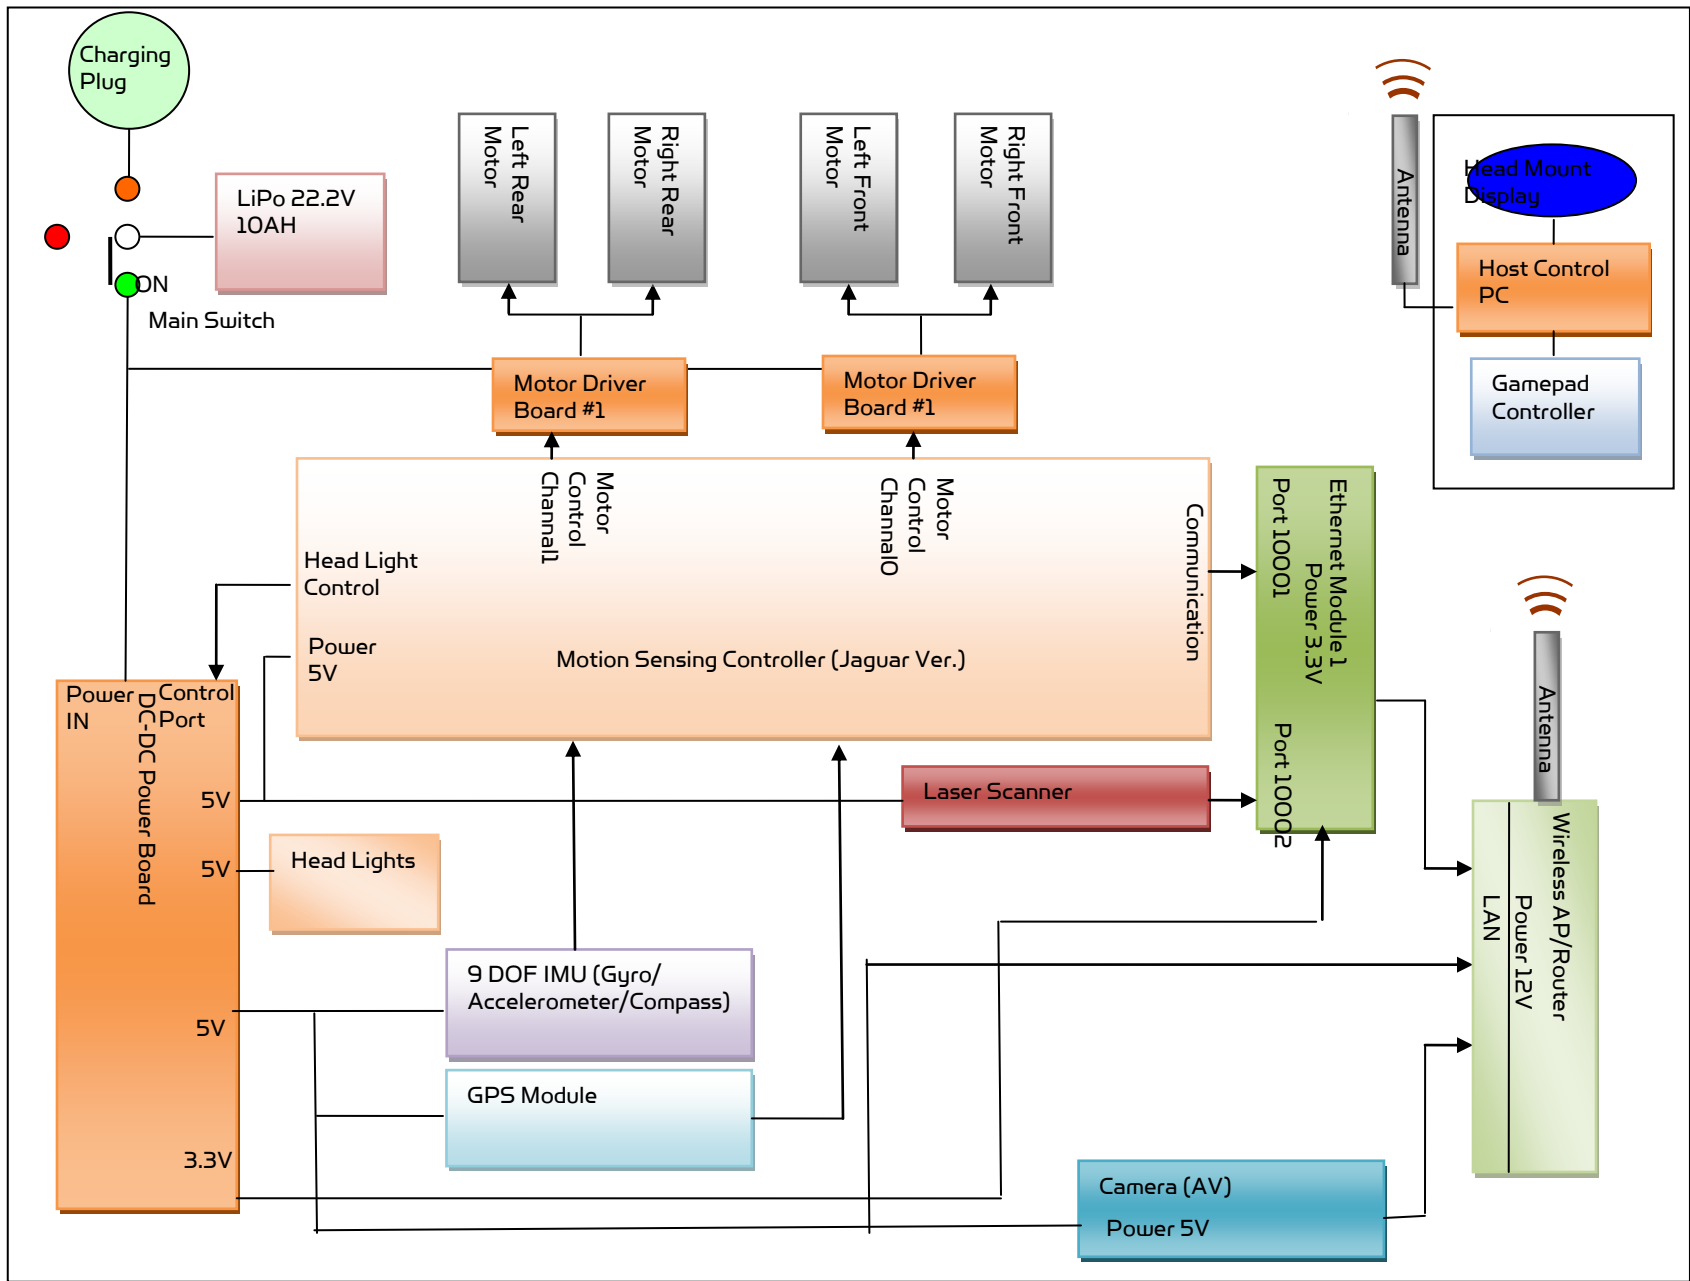 Charging
Plug
LiPo 22.2V
10AH
ON
Main Switch
Left Rear
Motor
Right Rear
Motor
Left Front
Motor
Right Front
Motor
Antenna
Head Mount
Display
Host Control
PC
Gamepad
Controller
Motor Driver
Board #1
Motor Driver
Board #1
Motor
Control
Channal1
Motor
Control
Channal0
Communication
Head Light
Control
Power
5V
Motion Sensing Controller (Jaguar Ver.)
Ethernet Module 1
Power 3.3V
Port 10001
Port 10002
Antenna
Power
IN
Control
Port
DC-DC Power Board
5V
5V
5V
3.3V
Laser Scanner
Head Lights
9 DOF IMU (Gyro/
Accelerometer/Compass)
GPS Module
Wireless AP/Router
Power 12V
LAN
Camera (AV)
Power 5V